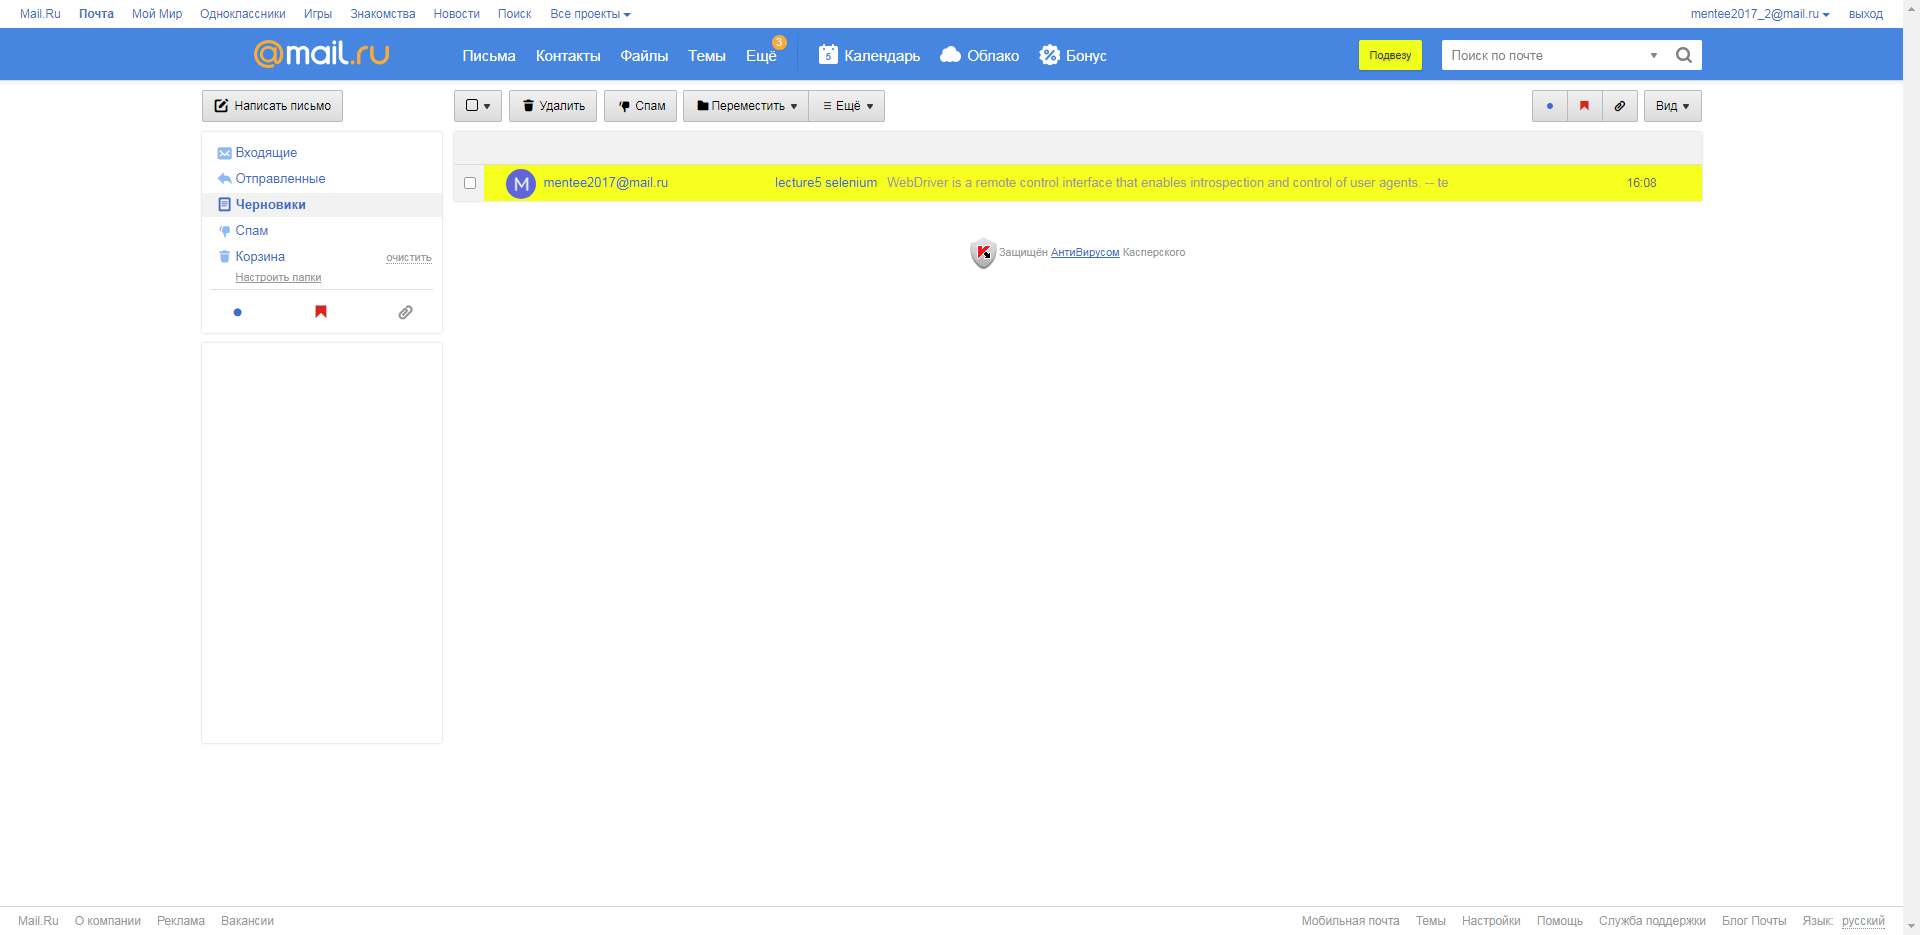 Mail.Ru Почта Мой Мир Одноклассники Игры Знакомства Новости Поиск Все проекты mentee2017_2@mail.ru выход
@mail.ru Письма Контакты Файлы Темы Ещё 3 5 Календарь Облако Бонус Подвезу Поиск по почте
Написать письмо Удалить Спам Переместить Ещё Вид
Входящие
Отправленные
Черновики
Спам
Корзина очистить
Настроить папки
M mentee2017@mail.ru lecture5 selenium WebDriver is a remote control interface that enables introspection and control of user agents. -- te 16:08
Защищён АнтиВирусом Касперского
Mail.Ru О компании Реклама Вакансии Мобильная почта Темы Настройки Помощь Служба поддержки Блог Почты Язык: русский